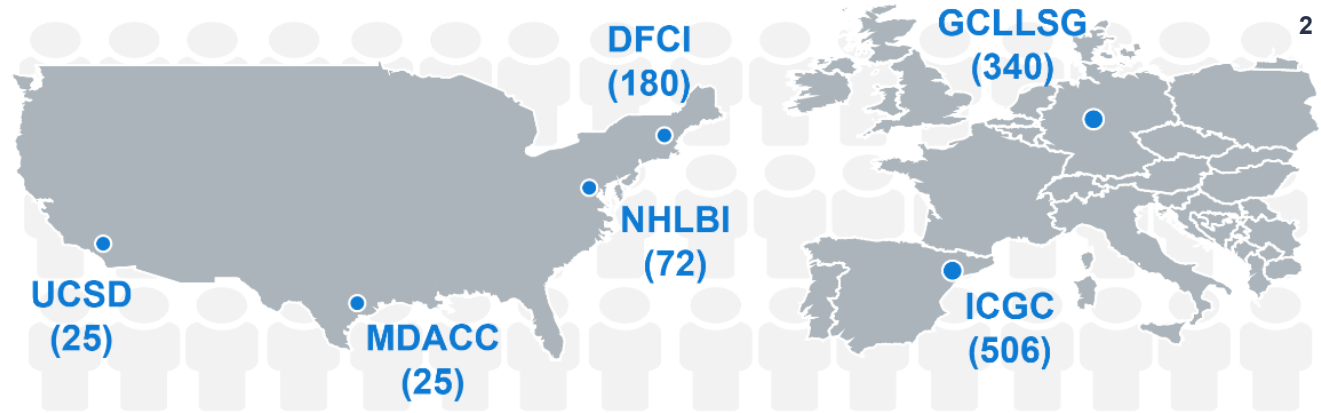 2
DFCI
(180)
GCLLSG
(340)
NHLBI
(72)
UCSD
(25)
MDACC
(25)
ICGC
(506)